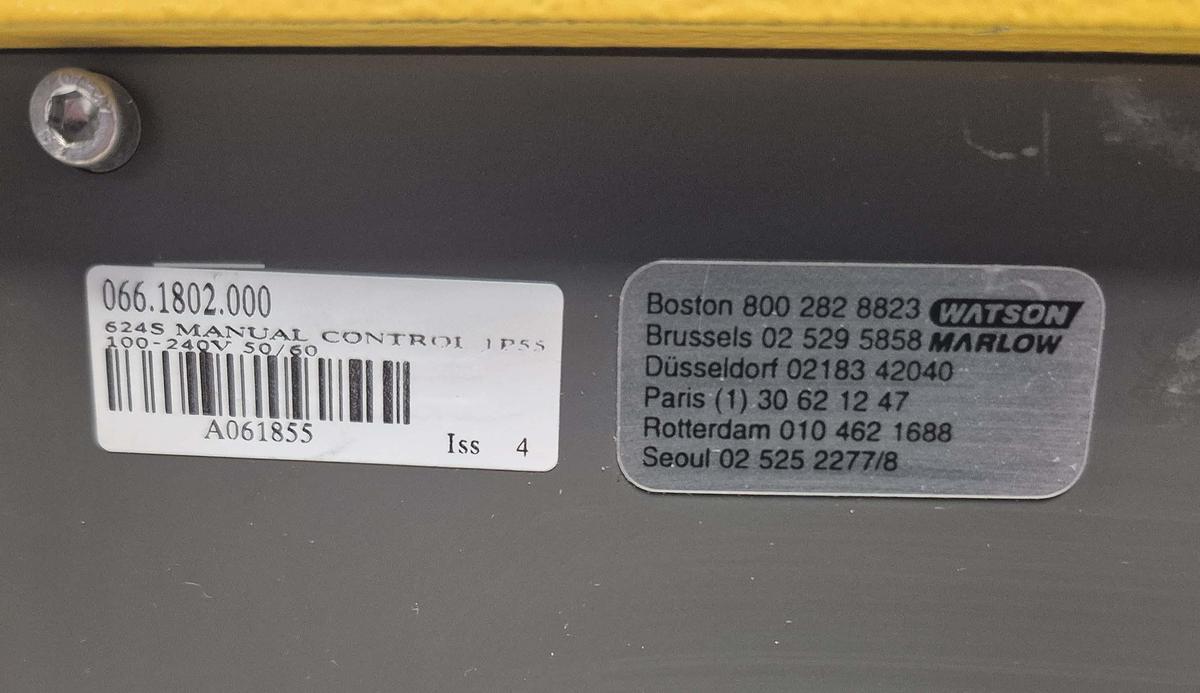 066.1802.000
624S MANUAL CONTROL IP55
100-240V 50/60
A061855
Iss 4
Boston 800 282 8823 WATSON
Brussels 02 529 5858 MARLOW
Düsseldorf 02183 42040
Paris (1) 30 62 12 47
Rotterdam 010 462 1688
Seoul 02 525 2277/8